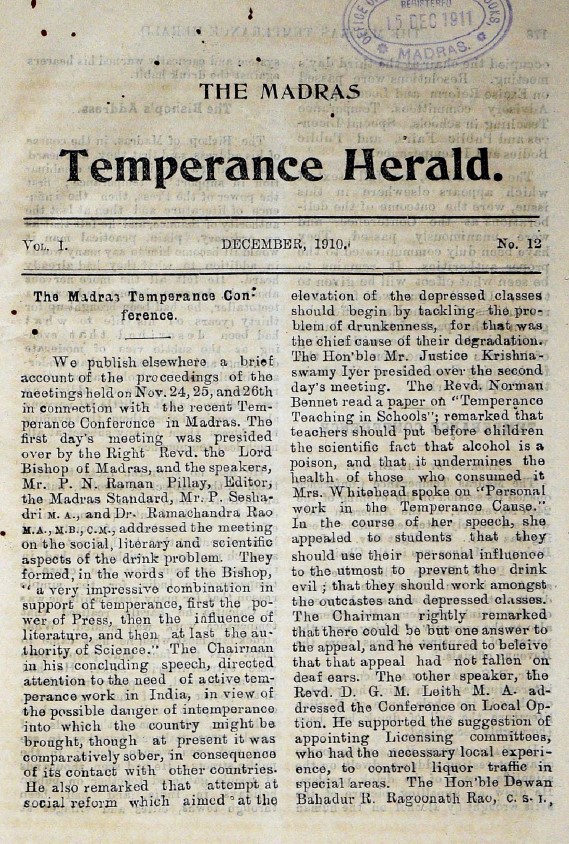 REGISTERED
15 DEC 1911
BOOKS,
MADRAS.
THE MADRAS
Temperance Herald.
VOL. I. DECEMBER, 1910. No. 12
The Madras Temperance Con-
ference.
We publish elsewhere a brief
account of the proceedings of the
meetings held on Nov. 24, 25, and 26th
in connection with the recent Tem-
perance Conference in Madras. The
first day's meeting was presided
over by the Right Revd. the Lord
Bishop of Madras, and the speakers,
Mr. P. N. Raman Pillay, Editor,
the Madras Standard, Mr. P. Sesha-
dri M. A., and Dr. Ramachandra Rao
M.A., M.B., C.M., addressed the meeting
on the social, literary and scientific
aspects of the drink problem. They
formed, in the words of the Bishop,
" a very impressive combination in
support of temperance, first the po-
wer of Press, then the influence of
literature, and then at last the au-
thority of Science." The Chairman
in his concluding speech, directed
attention to the need of active tem-
perance work in India, in view of
the possible danger of intemperance
into which the country might be
brought, though at present it was
comparatively sober, in consequence
of its contact with other countries.
He also remarked that attempt at
social reform which aimed at the
elevation of the depressed classes
should begin by tackling the pro-
blem of drunkenness, for that was
the chief cause of their degradation.
The Hon'ble Mr. Justice Krishna-
swamy Iyer presided over the second
day's meeting. The Revd. Norman
Bennet read a paper on "Temperance
Teaching in Schools"; remarked that
teachers should put before children
the scientific fact that alcohol is a
poison, and that it undermines the
health of those who consumed it
Mrs. Whitehead spoke on "Personal
work in the Temperance Cause."
In the course of her speech, she
appealed to students that they
should use their personal influence
to the utmost to prevent the drink
evil ; that they should work amongst
the outcastes and depressed classes.
The Chairman rightly remarked
that there could be but one answer to
the appeal, and he ventured to beleive
that that appeal had not fallen on
deaf ears. The other speaker, the
Revd. D. G. M. Leith M. A. ad-
dressed the Conference on Local Op-
tion. He supported the suggestion of
appointing Licensing committees,
who had the necessary local experi-
ence, to control liquor traffic in
special areas. The Hon'ble Dewan
Bahadur R. Ragoonath Rao, C. S. I.,